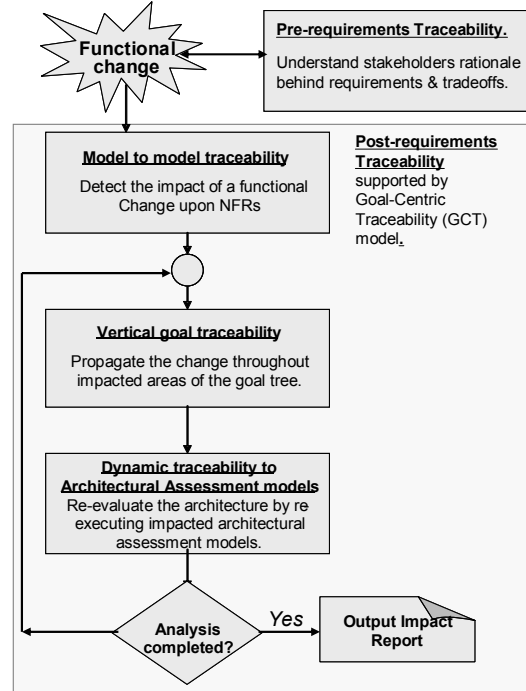 Functional
change
Pre-requirements Traceability.
Understand stakeholders rationale
behind requirements & tradeoffs.
Post-requirements
Traceability
supported by
Goal-Centric
Traceability (GCT)
model.
Model to model traceability
Detect the impact of a functional
Change upon NFRs
Vertical goal traceability
Propagate the change throughout
impacted areas of the goal tree.
Dynamic traceability to
Architectural Assessment models
Re-evaluate the architecture by re
executing impacted architectural
assessment models.
Analysis
completed?
Yes
Output Impact
Report